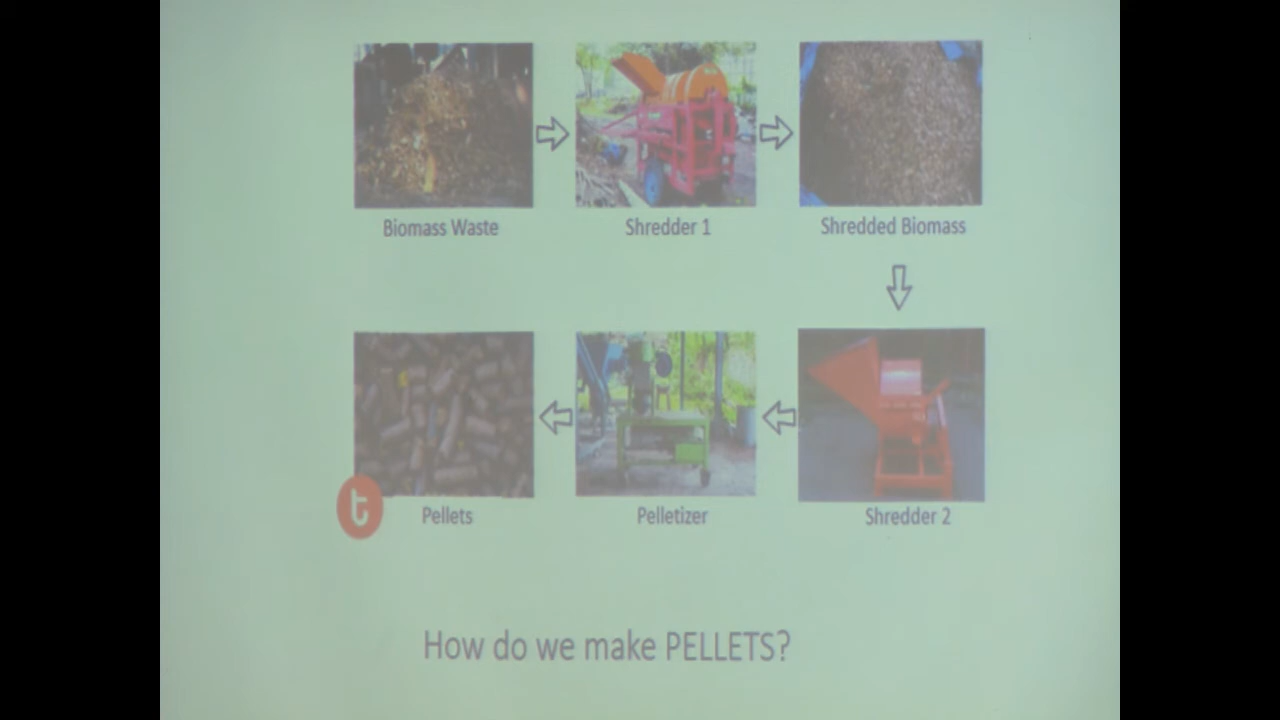 Biomass Waste
Shredder 1
Shredded Biomass
Pellets
Pelletizer
Shredder 2
t
How do we make PELLETS?